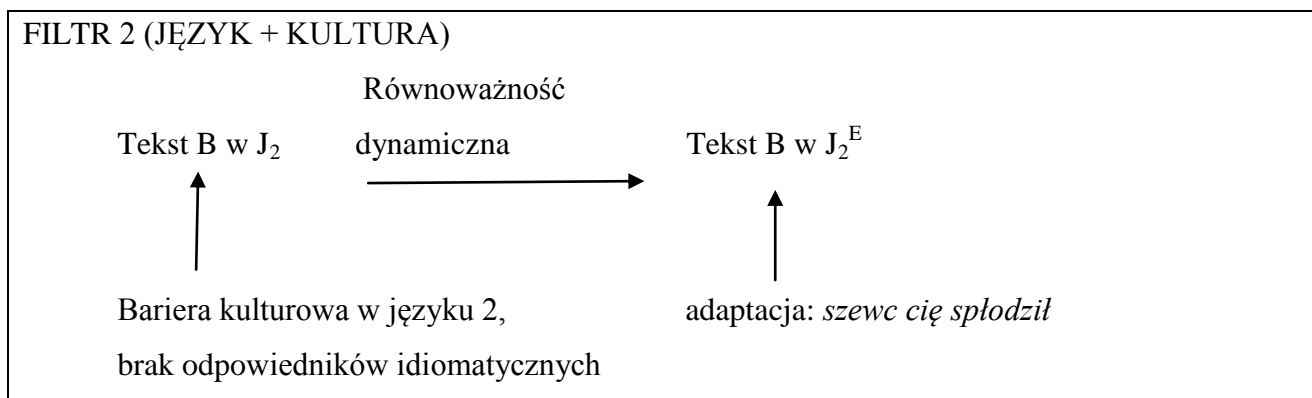 FILTR 2 (JĘZYK + KULTURA)
Równoważność
Tekst B w J₂ dynamiczna Tekst B w J₂ᴱ
Bariera kulturowa w języku 2, adaptacja: szewc cię spłodził
brak odpowiedników idiomatycznych